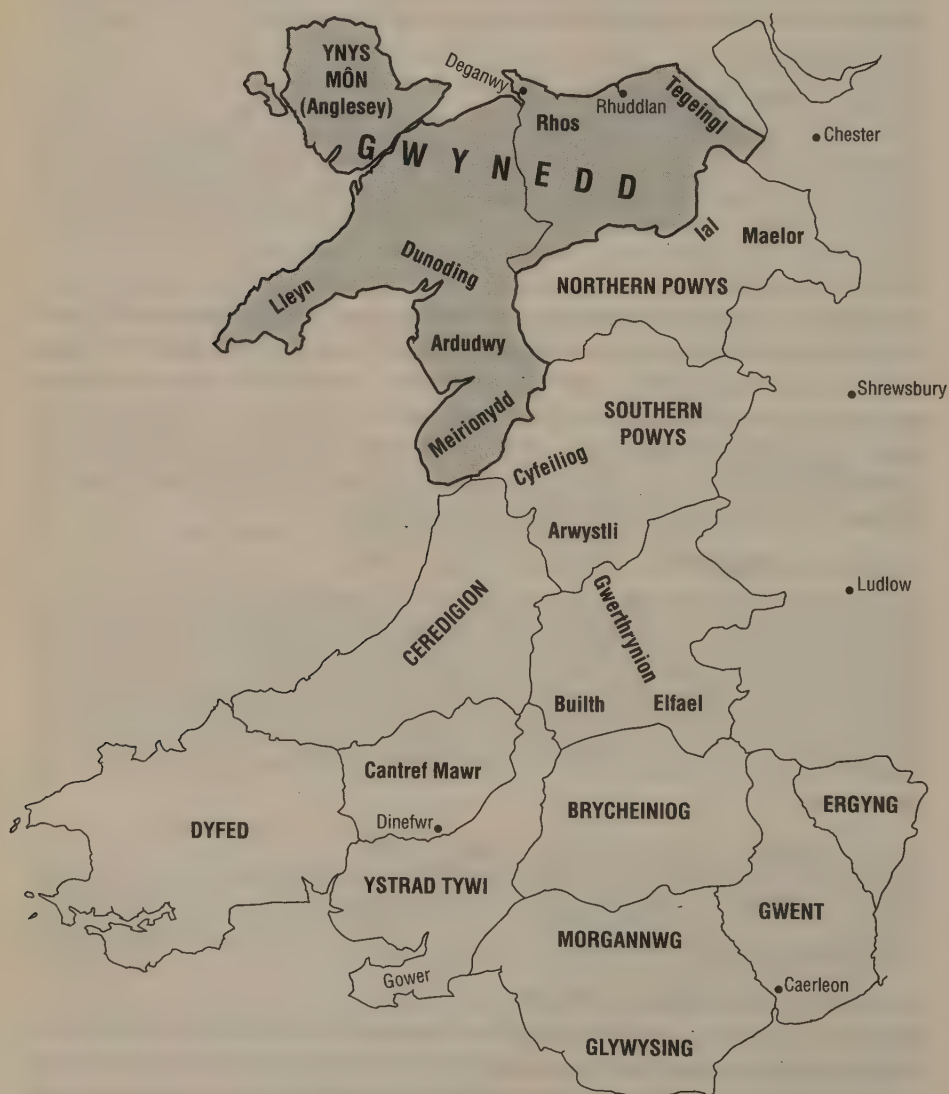 YNYS
MÔN
(Anglesey)
Deganwy
Rhuddlan
Tegeingl
Rhos
Chester
GWYNEDD
Ial
Maelor
Dunoding
Lleyn
NORTHERN POWYS
Ardudwy
Shrewsbury
Meirionydd
SOUTHERN
POWYS
Cyfeiliog
Arwystli
Gwerthrynion
Ludlow
CEREDIGION
Builth
Elfael
Cantref Mawr
Dinefwr
DYFED
BRYCHEINIOG
ERGYNG
YSTRAD TYWI
GWENT
MORGANNWG
Gower
Caerleon
GLYWYSING